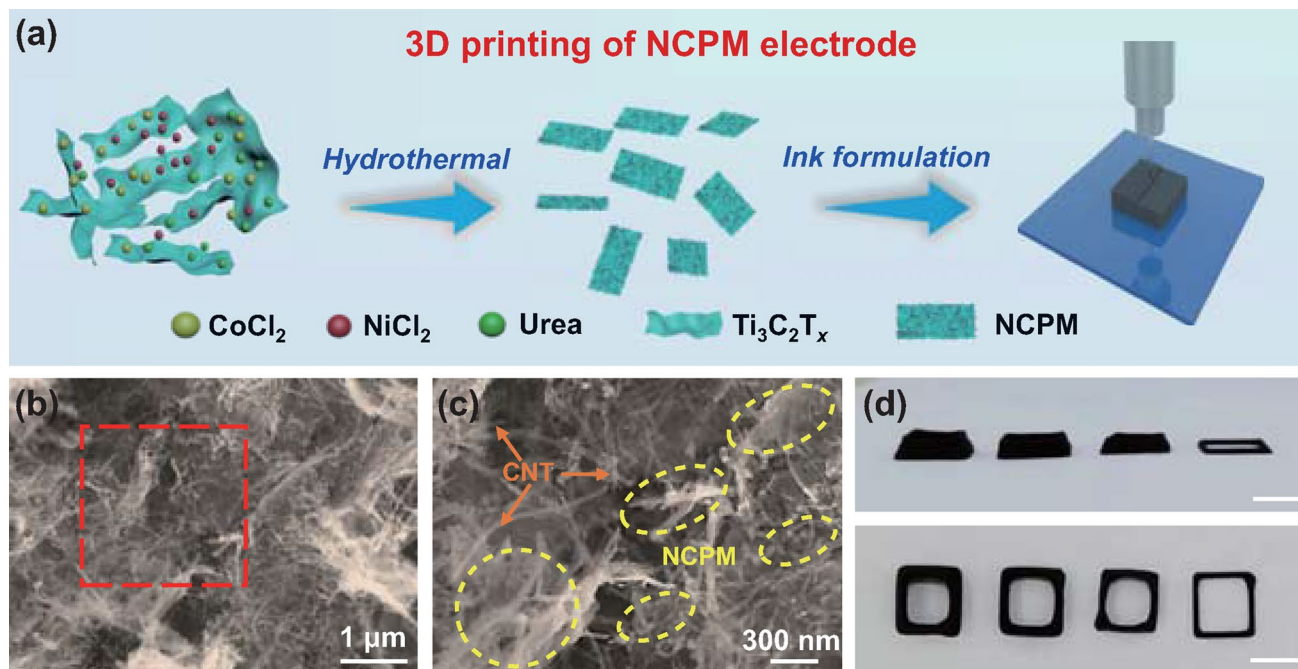 (a)
3D printing of NCPM electrode
Hydrothermal
Ink formulation
CoCl₂ NiCl₂ Urea Ti₃C₂Tₓ NCPM
(b)
1 μm
(c)
CNT
NCPM
300 nm
(d)